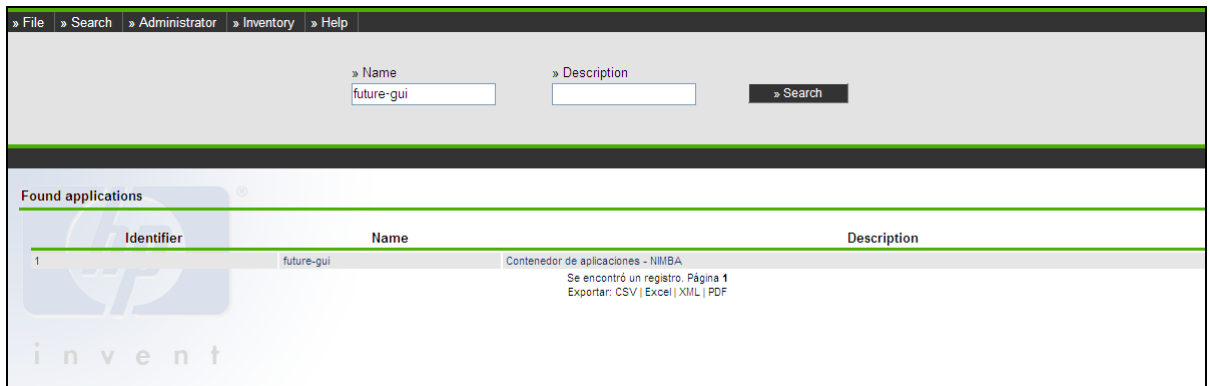 » File » Search » Administrator » Inventory » Help
» Name » Description
future-gui » Search
®
Found applications
hp
Identifier Name Description
1 future-gui Contenedor de aplicaciones - NIMBA
Se encontró un registro. Página 1
Exportar: CSV | Excel | XML | PDF
invent